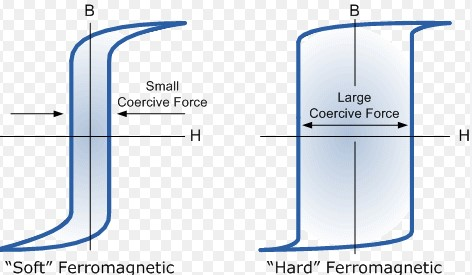 B
Small
Coercive Force
H
"Soft" Ferromagnetic
B
Large
Coercive Force
H
"Hard" Ferromagnetic